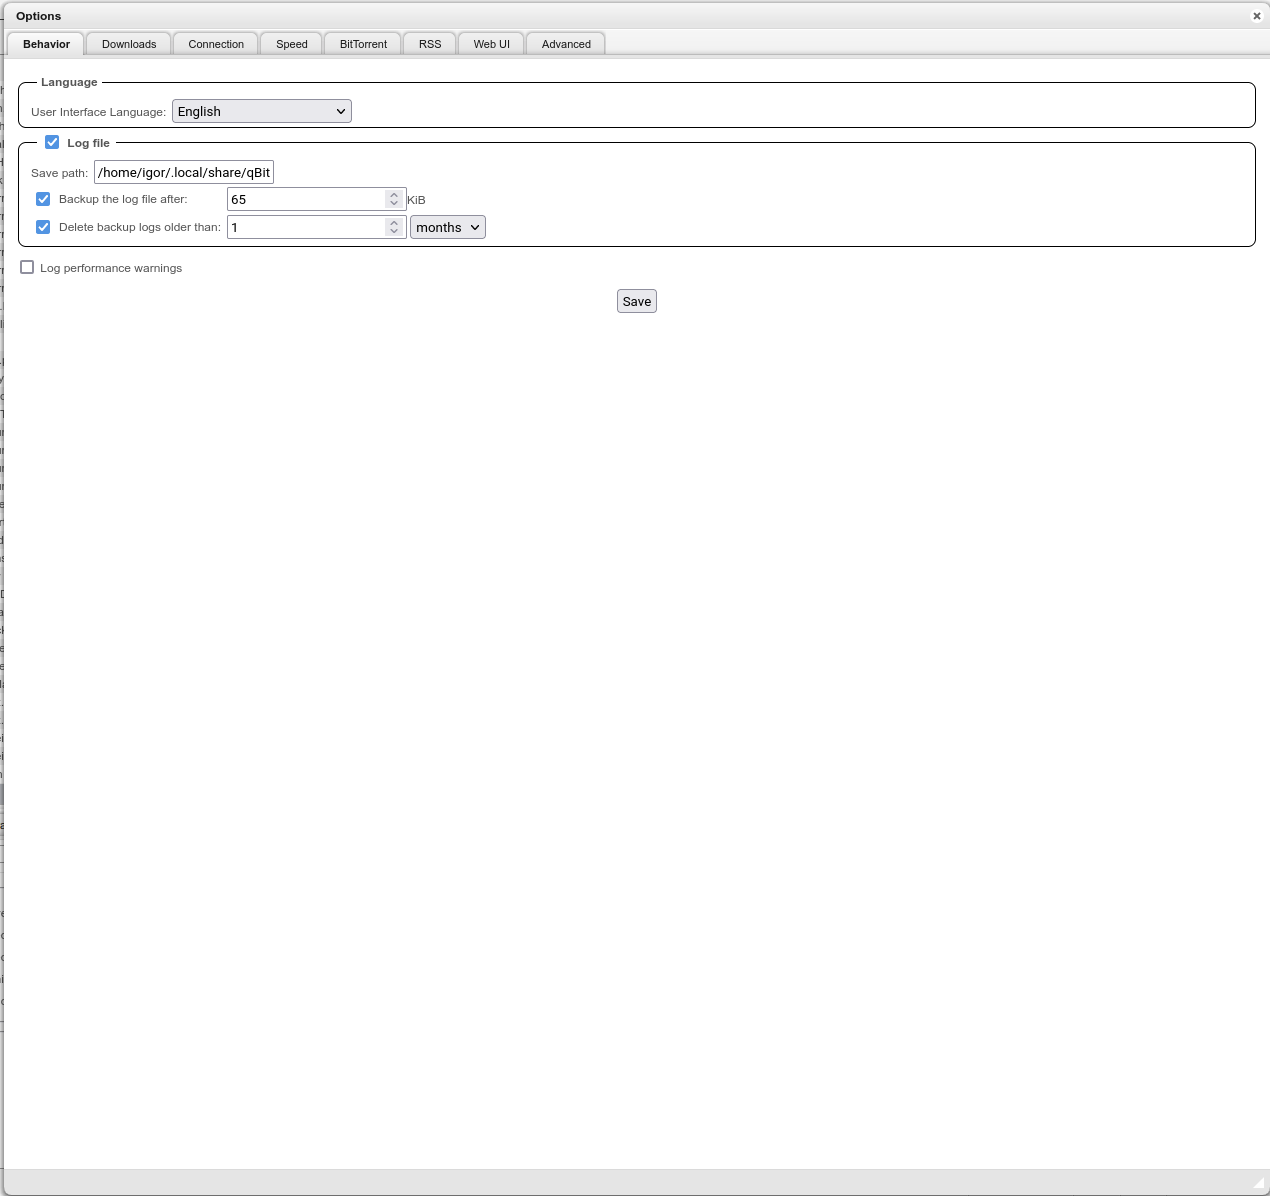 Options
Behavior Downloads Connection Speed BitTorrent RSS Web UI Advanced
Language
User Interface Language: English
Log file
Save path: /home/igor/.local/share/qBit
Backup the log file after: 65 KiB
Delete backup logs older than: 1 months
Log performance warnings
Save